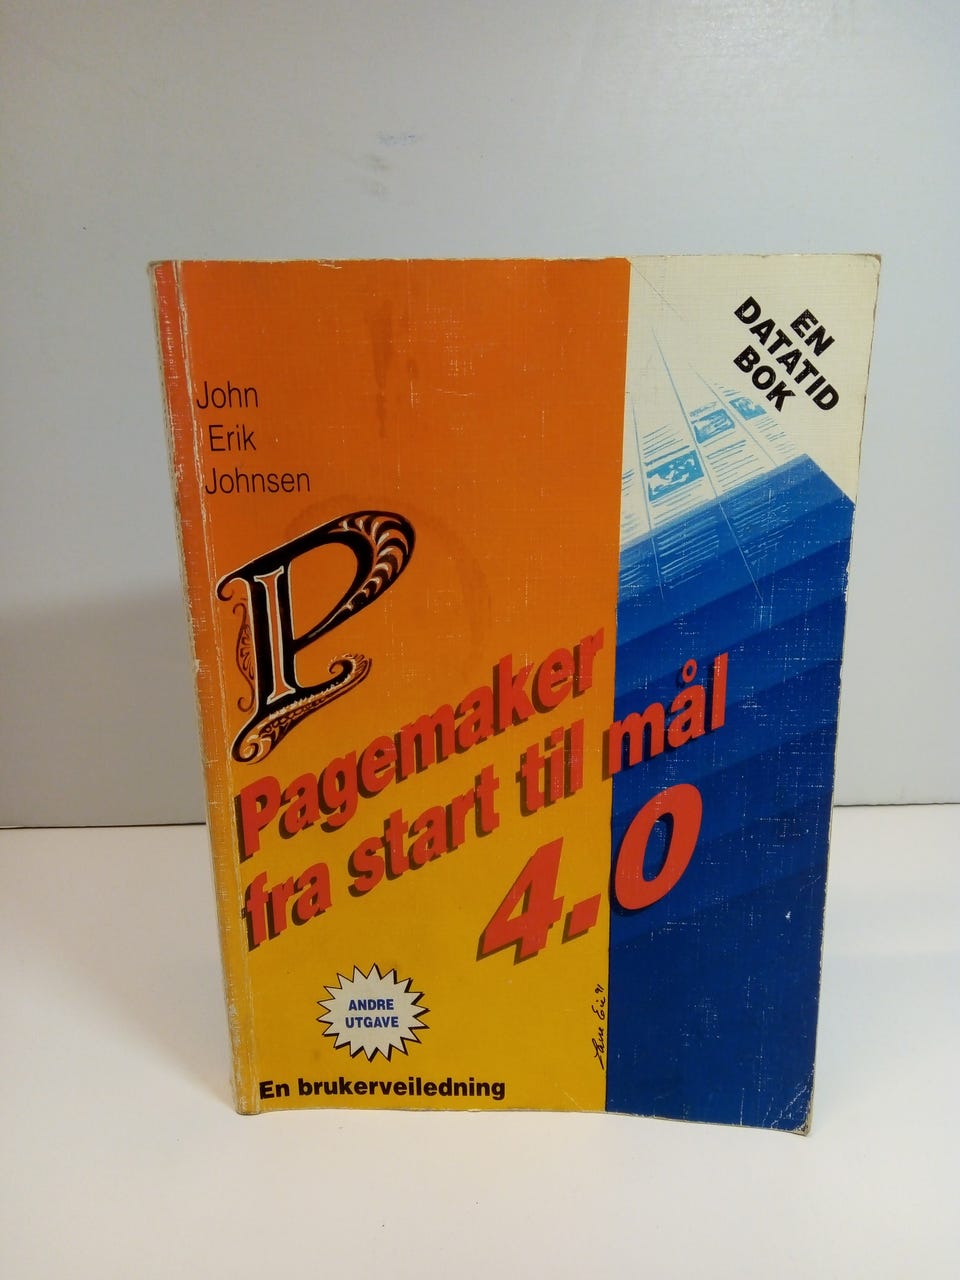 EN
DATATID
BOK
John
Erik
Johnsen
P
Pagemaker
fra start til mål
4.0
ANDRE
UTGAVE
En brukerveiledning